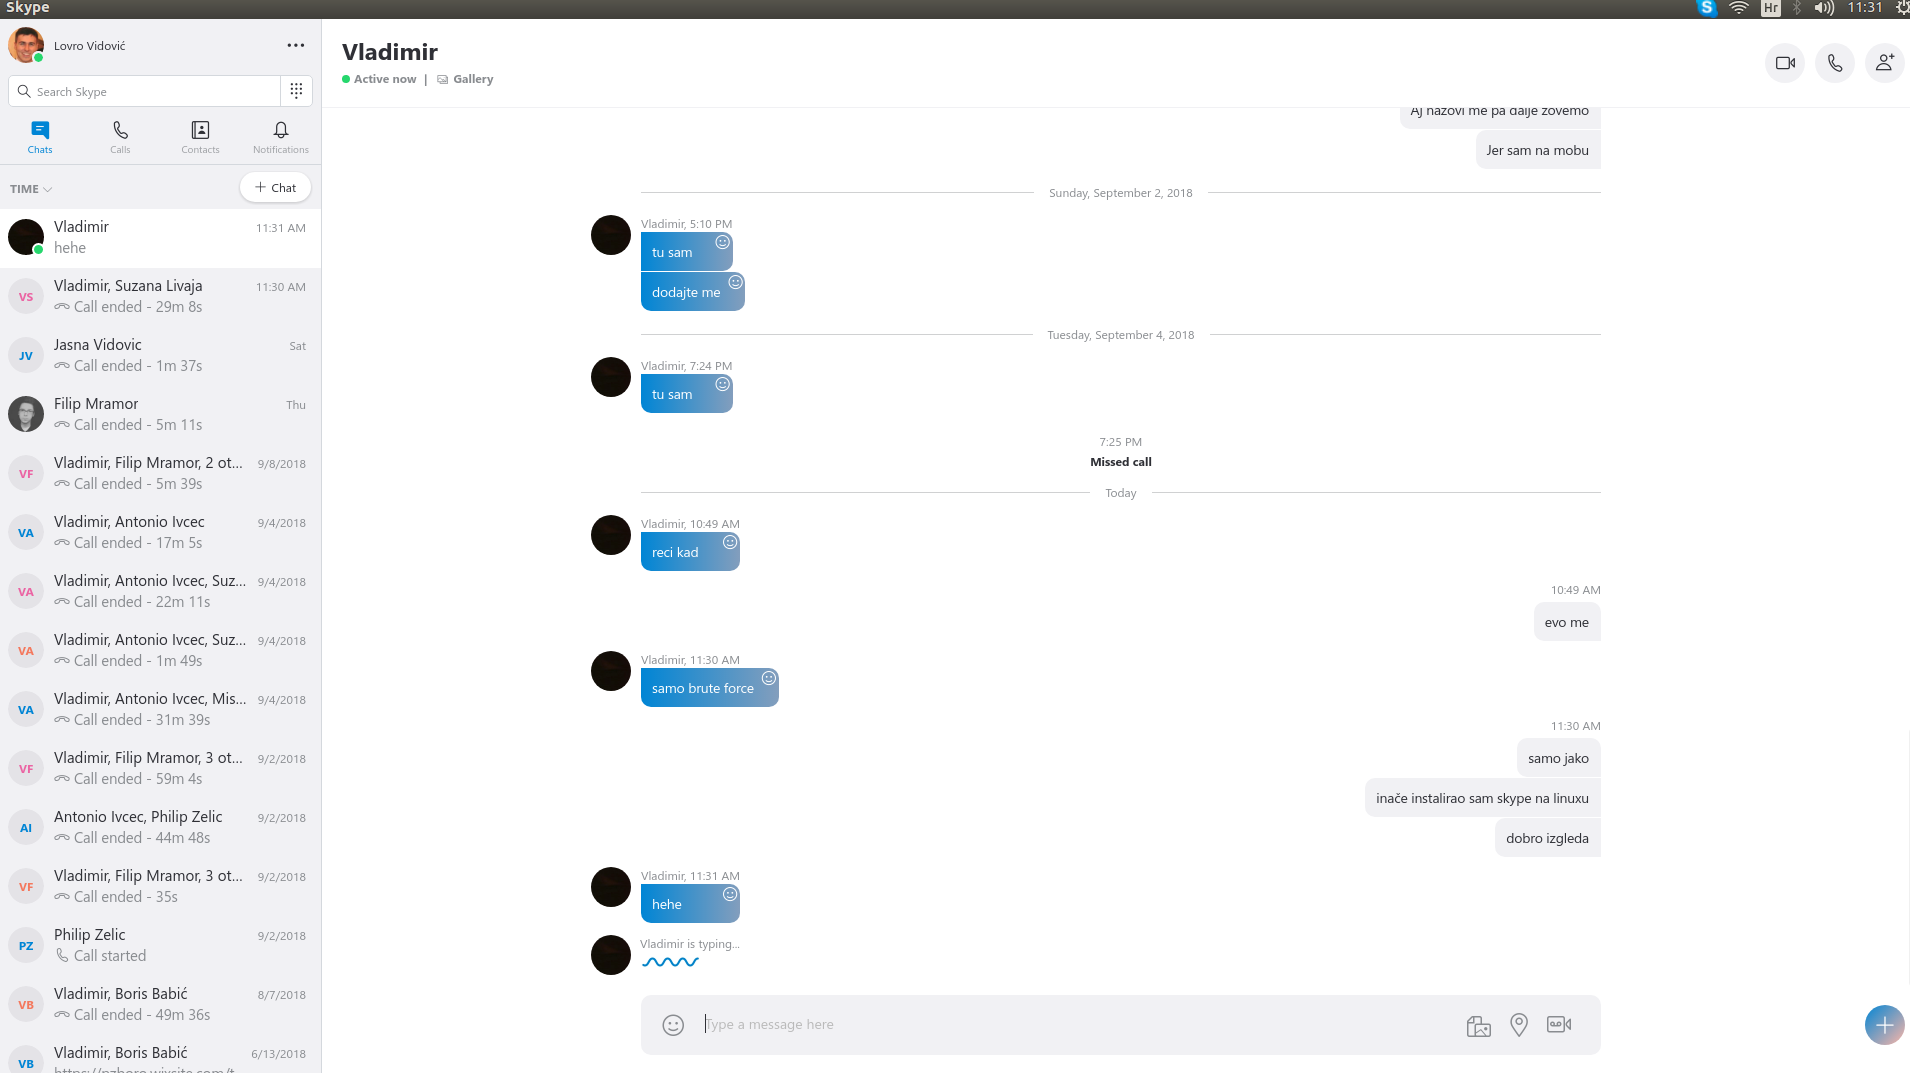 Skype
Hr
11:31
Lovro Vidović
Search Skype
Chats
Calls
Contacts
Notifications
TIME
+ Chat
Vladimir
11:31 AM
hehe
VS
Vladimir, Suzana Livaja
11:30 AM
Call ended - 29m 8s
JV
Jasna Vidovic
Sat
Call ended - 1m 37s
Filip Mramor
Thu
Call ended - 5m 11s
VF
Vladimir, Filip Mramor, 2 ot...
9/8/2018
Call ended - 5m 39s
VA
Vladimir, Antonio Ivcec
9/4/2018
Call ended - 17m 5s
VA
Vladimir, Antonio Ivcec, Suz...
9/4/2018
Call ended - 22m 11s
VA
Vladimir, Antonio Ivcec, Suz...
9/4/2018
Call ended - 1m 49s
VA
Vladimir, Antonio Ivcec, Mis...
9/4/2018
Call ended - 31m 39s
VF
Vladimir, Filip Mramor, 3 ot...
9/2/2018
Call ended - 59m 4s
AI
Antonio Ivcec, Philip Zelic
9/2/2018
Call ended - 44m 48s
VF
Vladimir, Filip Mramor, 3 ot...
9/2/2018
Call ended - 35s
PZ
Philip Zelic
9/2/2018
Call started
VB
Vladimir, Boris Babić
8/7/2018
Call ended - 49m 36s
VB
Vladimir, Boris Babić
6/13/2018
Vladimir
Active now | Gallery
Aj nazovi me pa dalje zovemo
Jer sam na mobu
Sunday, September 2, 2018
Vladimir, 5:10 PM
tu sam
dodajte me
Tuesday, September 4, 2018
Vladimir, 7:24 PM
tu sam
7:25 PM
Missed call
Today
Vladimir, 10:49 AM
reci kad
10:49 AM
evo me
Vladimir, 11:30 AM
samo brute force
11:30 AM
samo jako
inače instalirao sam skype na linuxu
dobro izgleda
Vladimir, 11:31 AM
hehe
Vladimir is typing...
Type a message here